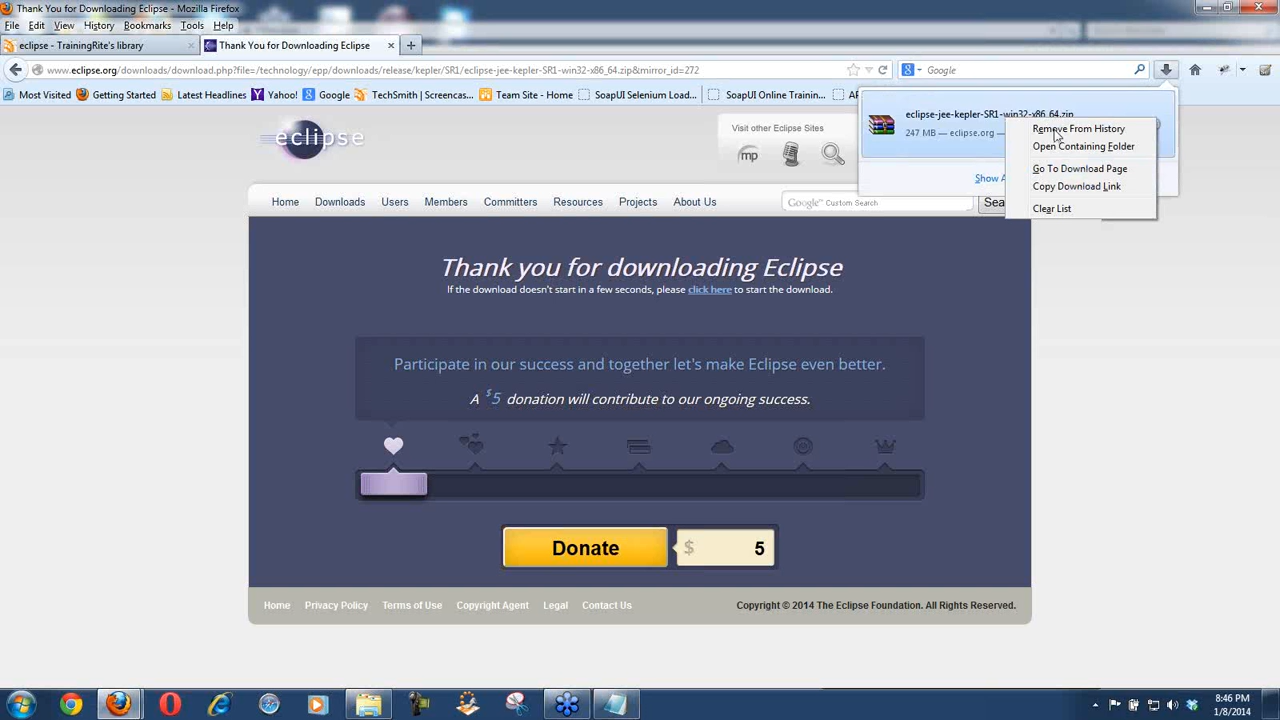 Thank You for Downloading Eclipse - Mozilla Firefox
File Edit View History Bookmarks Tools Help
eclipse - TrainingRite's library
Thank You for Downloading Eclipse
www.eclipse.org/downloads/download.php?file=/technology/epp/downloads/release/kepler/SR1/eclipse-jee-kepler-SR1-win32-x86_64.zip&mirror_id=272
Google
Most Visited Getting Started Latest Headlines Yahoo! Google TechSmith | Screencas... Team Site - Home SoapUI Selenium Load... SoapUI Online Training...
eclipse-jee-kepler-SR1-win32-x86_64.zip
247 MB — eclipse.org —
Show
Remove From History
Open Containing Folder
Go To Download Page
Copy Download Link
Clear List
eclipse
Visit other Eclipse Sites
mp
Home Downloads Users Members Committers Resources Projects About Us
Google Custom Search
Sea
Thank you for downloading Eclipse
If the download doesn't start in a few seconds, please click here to start the download.
Participate in our success and together let's make Eclipse even better.
A $5 donation will contribute to our ongoing success.
Donate
$ 5
Home Privacy Policy Terms of Use Copyright Agent Legal Contact Us
Copyright © 2014 The Eclipse Foundation. All Rights Reserved.
8:46 PM
1/8/2014